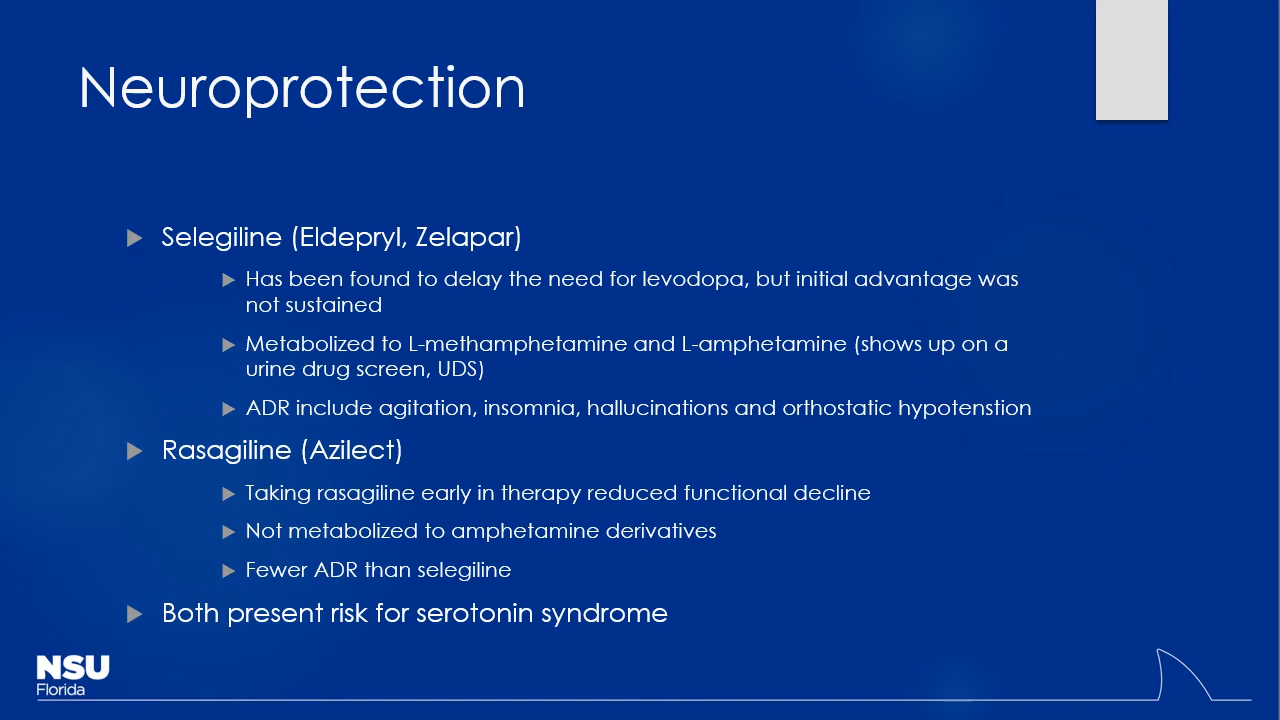 Neuroprotection
Selegiline (Eldepryl, Zelapar)
Has been found to delay the need for levodopa, but initial advantage was
not sustained
Metabolized to L-methamphetamine and L-amphetamine (shows up on a
urine drug screen, UDS)
ADR include agitation, insomnia, hallucinations and orthostatic hypotenstion
Rasagiline (Azilect)
Taking rasagiline early in therapy reduced functional decline
Not metabolized to amphetamine derivatives
Fewer ADR than selegiline
Both present risk for serotonin syndrome
NSU
Florida